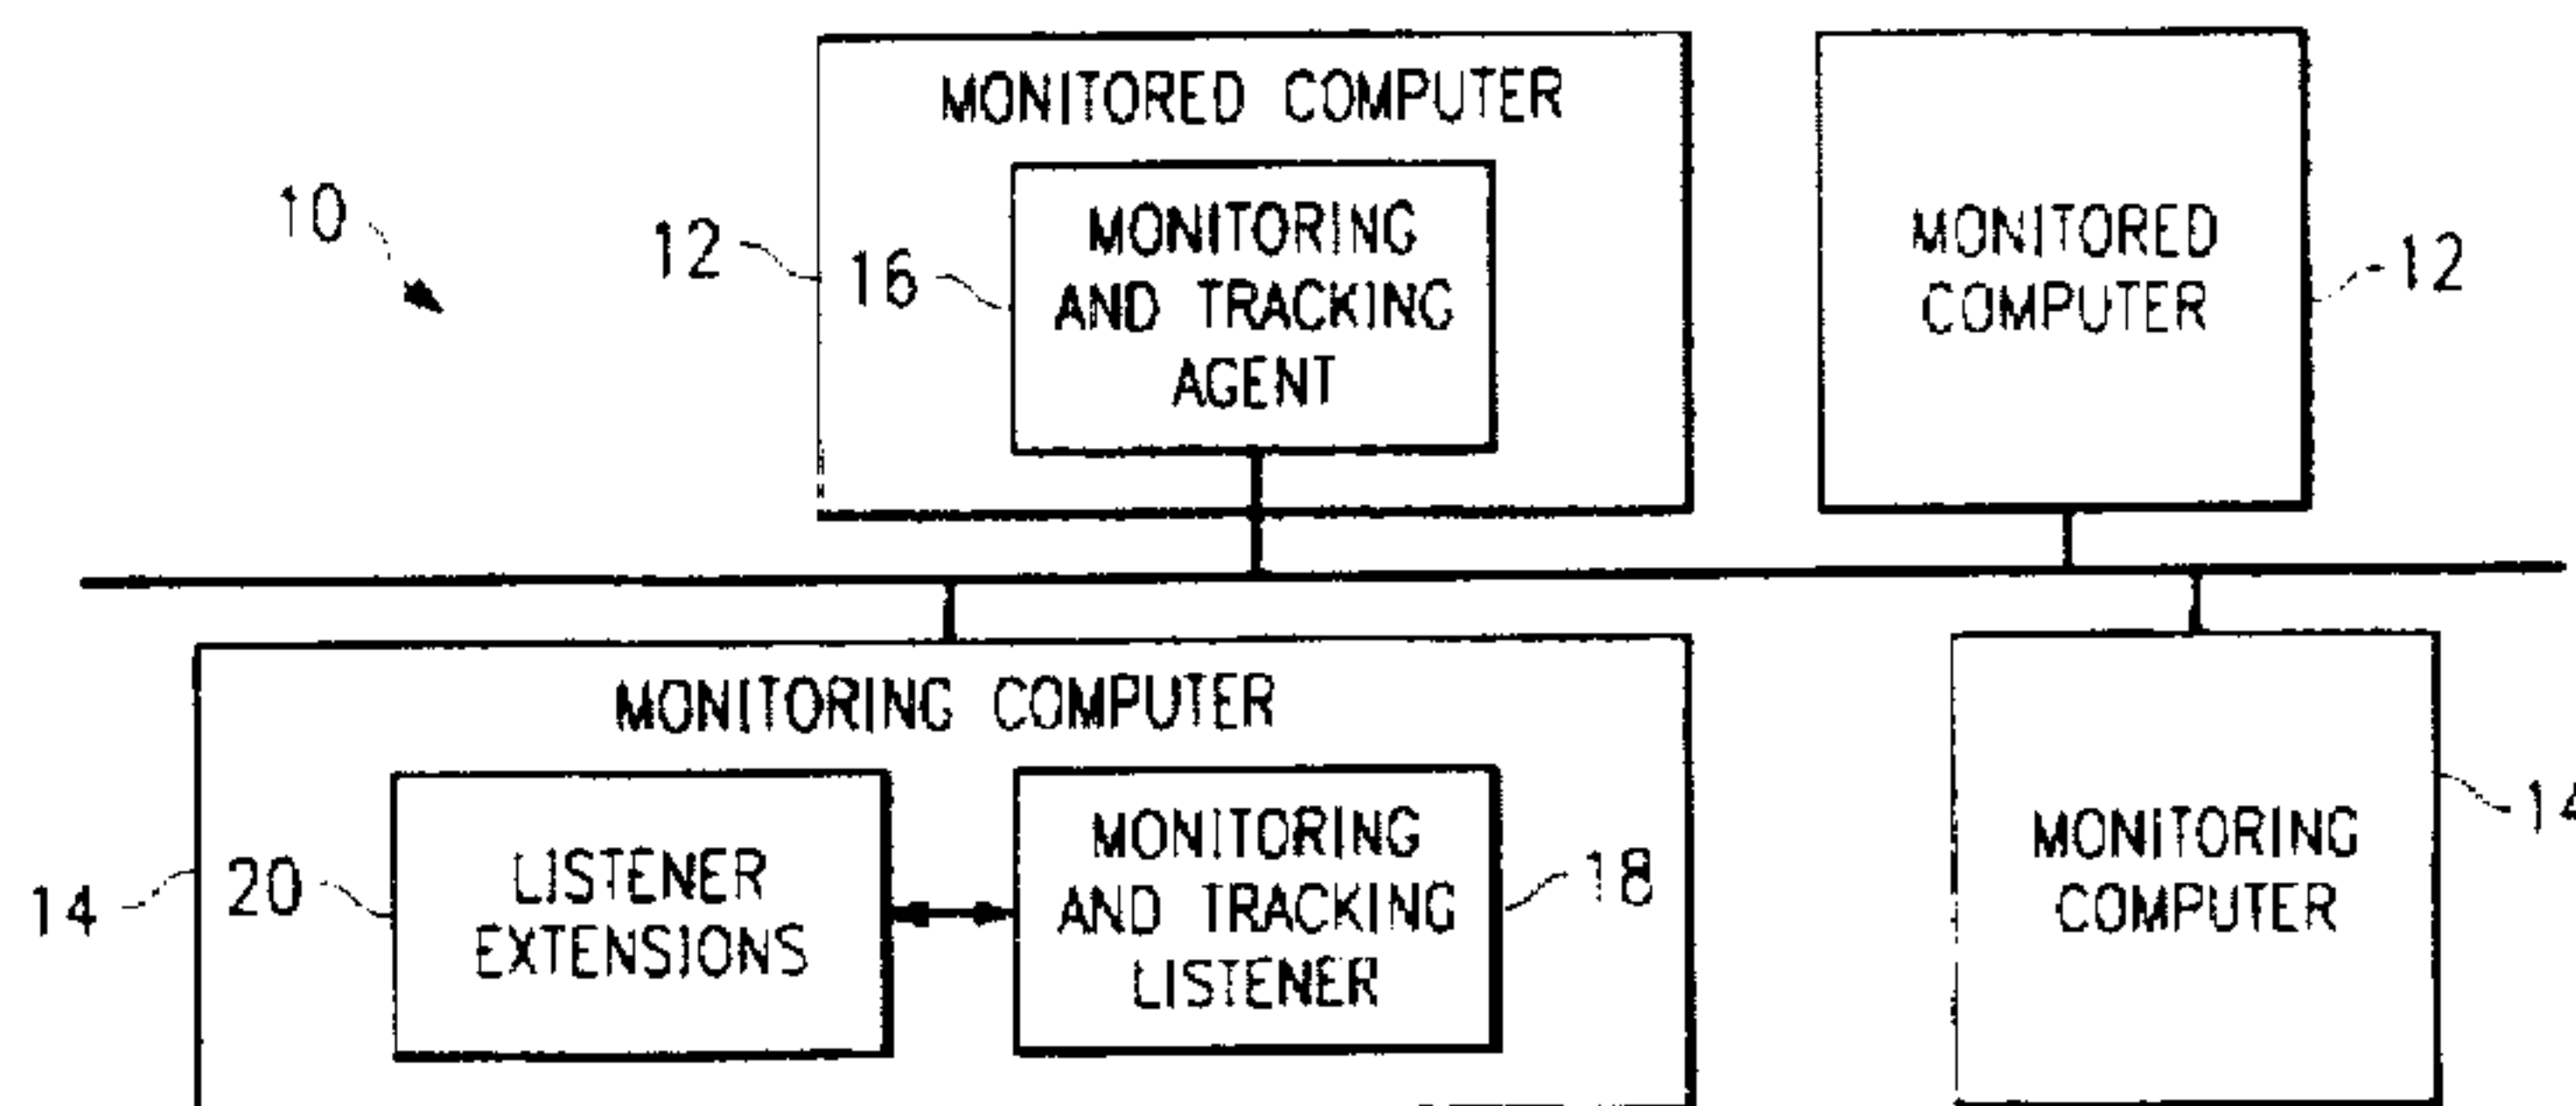 MONITORED COMPUTER
10
12
16
MONITORING
AND TRACKING
AGENT
MONITORED
COMPUTER
12
MONITORING COMPUTER
14
20
LISTENER
EXTENSIONS
MONITORING
AND TRACKING
LISTENER
18
MONITORING
COMPUTER
14